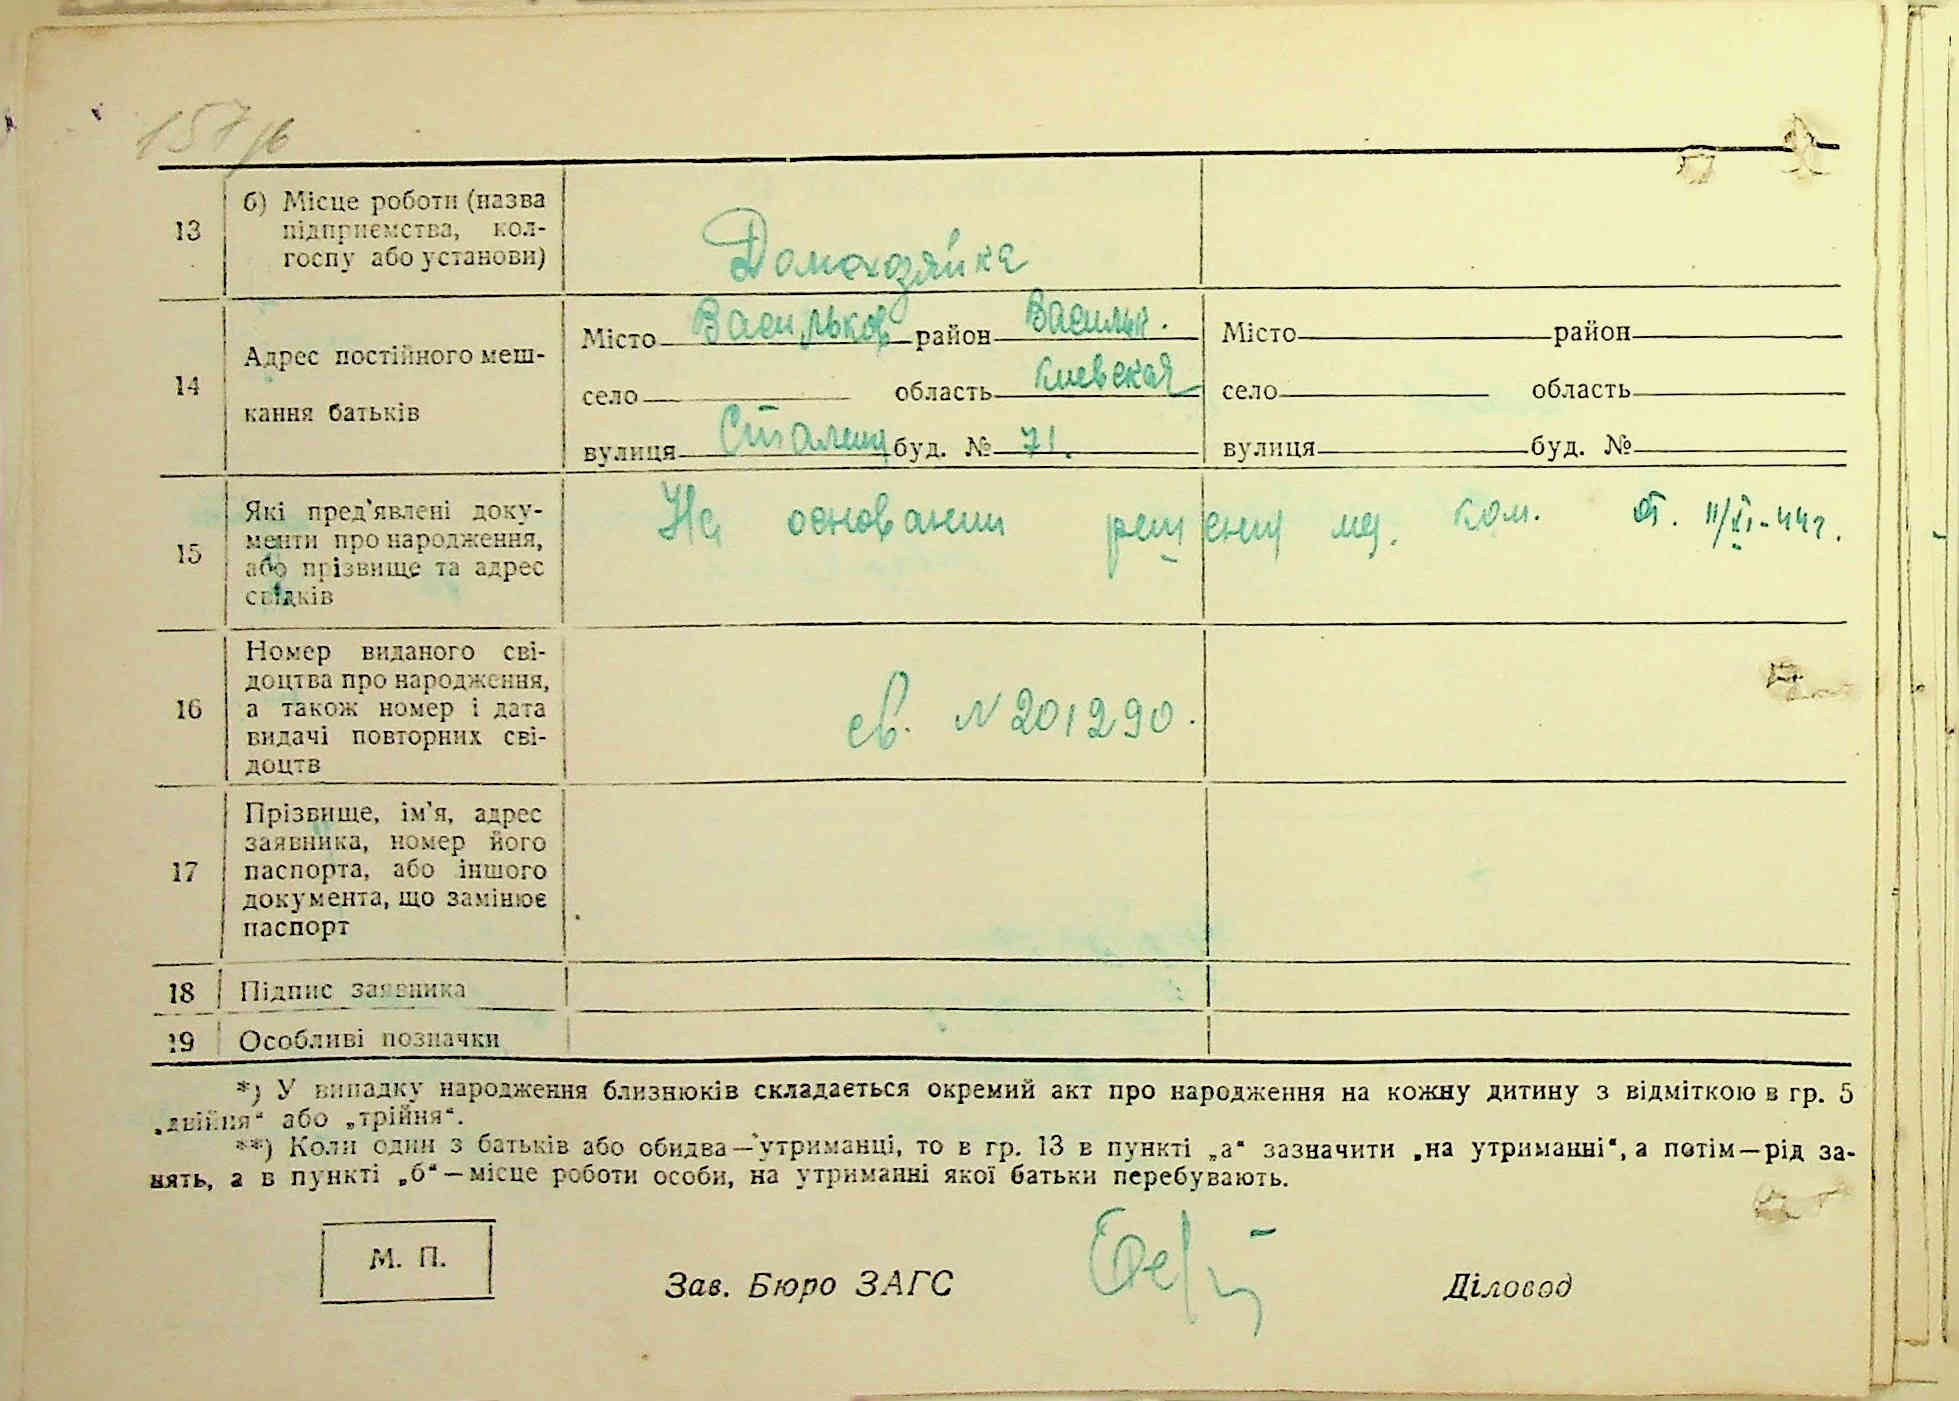 157/в
13
б) Місце роботи (назва
підприємства, кол-
госпу або установи)
Домохозяйка
14
Адрес постійного меш-
кання батьків
Місто Васильков район Васильк.
село область Киевская
вулиця Сталина буд. № 71.
Місто район
село область
вулиця буд. №
15
Які пред'явлені доку-
менти про народження,
або прізвище та адрес
свідків
На основании решения ком. от. 11/XI-44г.
16
Номер виданого сві-
доцтва про народження,
а також номер і дата
видачі повторних сві-
доцтв
св. № 201290.
17
Прізвище, ім'я, адрес
заявника, номер його
паспорта, або іншого
документа, що замінює
паспорт
18
Підпис заявника
19
Особливі позначки
*) У випадку народження близнюків складається окремий акт про народження на кожну дитину з відміткою в гр. 5
„двійня“ або „трійня“.
**) Коли один з батьків або обидва—утриманці, то в гр. 13 в пункті „а“ зазначити „на утриманні“, а потім—рід за-
нять, а в пункті „б“—місце роботи особи, на утриманні якої батьки перебувають.
М. П.
Зав. Бюро ЗАГС
Діловод